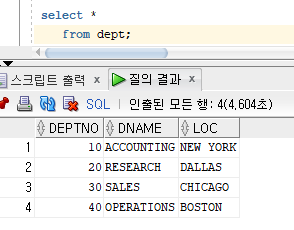 select *
from dept;
스크립트 출력 × 질의 결과 ×
SQL | 인출된 모든 행: 4(4,604초)
DEPTNO DNAME LOC
1 10 ACCOUNTING NEW YORK
2 20 RESEARCH DALLAS
3 30 SALES CHICAGO
4 40 OPERATIONS BOSTON